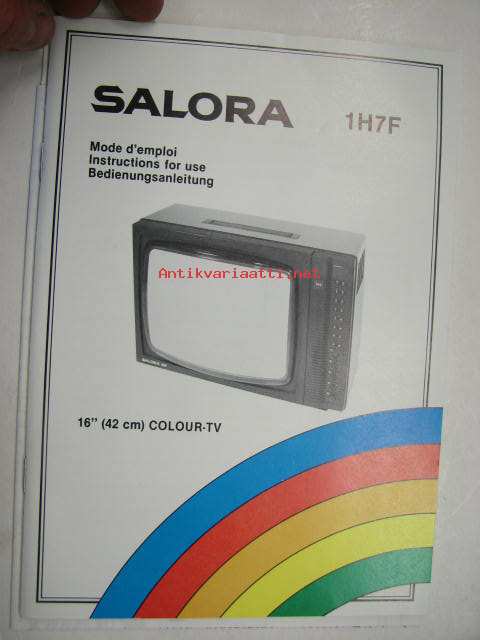 SALORA
1H7F
Mode d'emploi
Instructions for use
Bedienungsanleitung
Antikvariaatti.net
16" (42 cm) COLOUR-TV